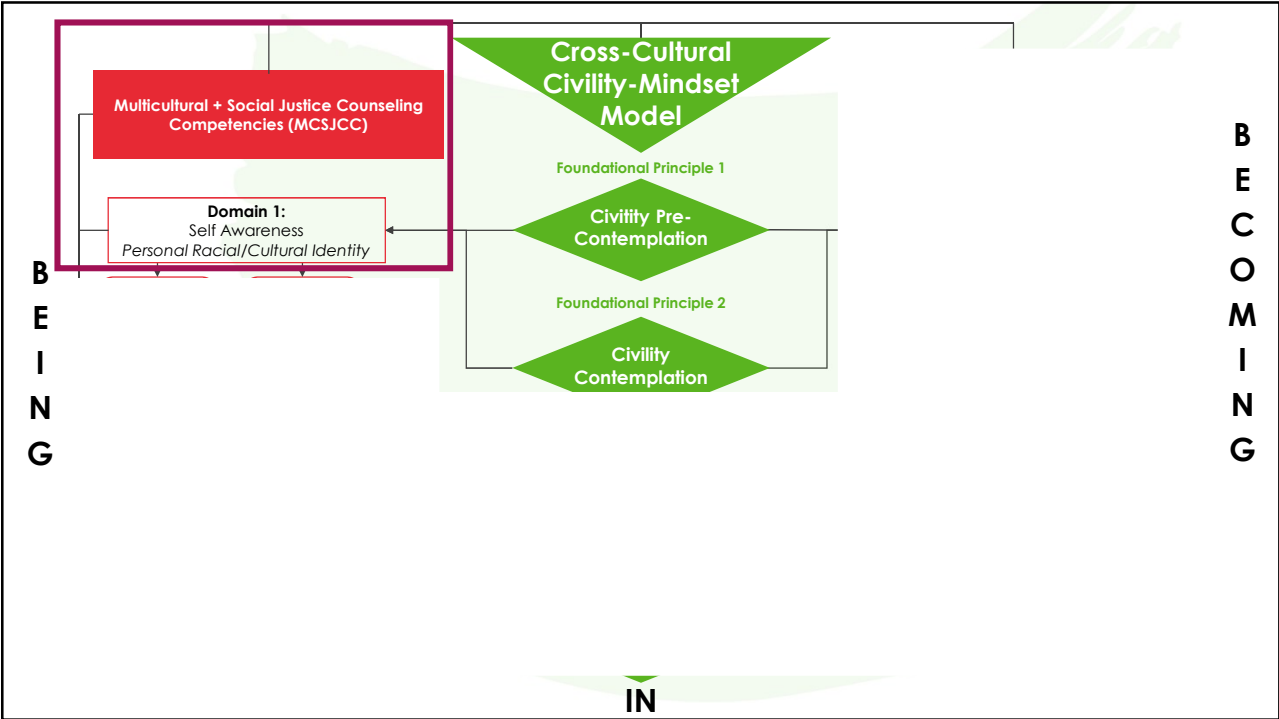 Cross-Cultural
Civility-Mindset
Model
Multicultural + Social Justice Counseling
Competencies (MCSJCC)
Foundational Principle 1
Domain 1:
Self Awareness
Personal Racial/Cultural Identity
Civitity Pre-
Contemplation
Foundational Principle 2
Civility
Contemplation
B
E
I
N
G
B
E
C
O
M
I
N
G
IN